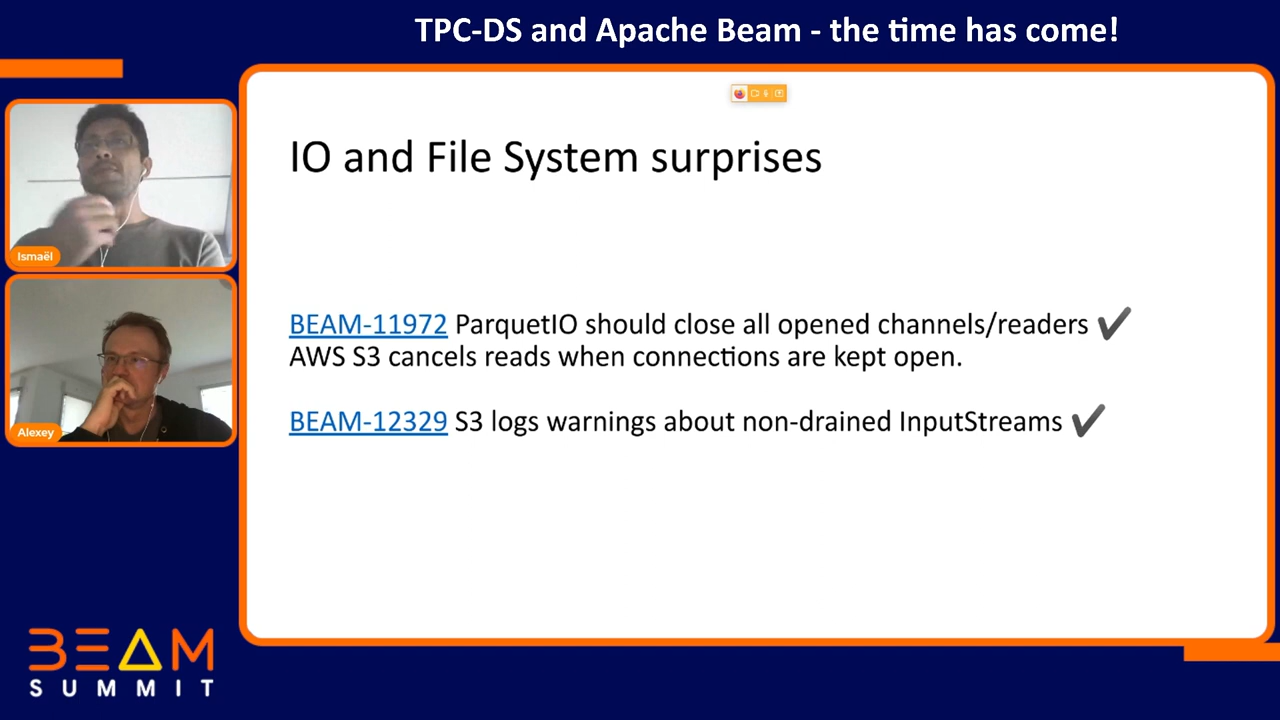 TPC-DS and Apache Beam - the time has come!
IO and File System surprises
Ismaël
BEAM-11972 ParquetIO should close all opened channels/readers ✔
AWS S3 cancels reads when connections are kept open.
BEAM-12329 S3 logs warnings about non-drained InputStreams ✔
Alexey
BEAM
SUMMIT